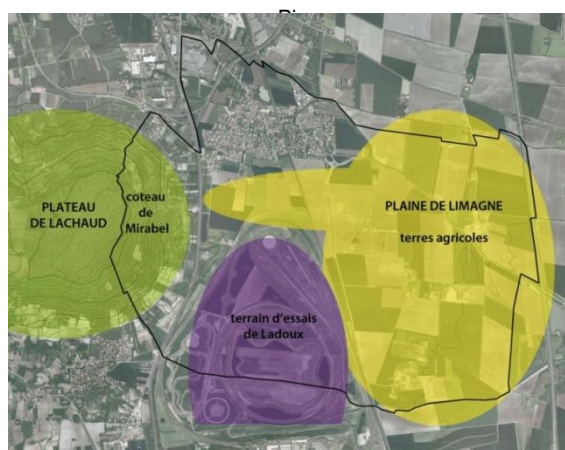 PLATEAU
DE LACHAUD
coteau
de
Mirabel
PLAINE DE LIMAGNE
terres agricoles
terrain d'essais
de Ladoux